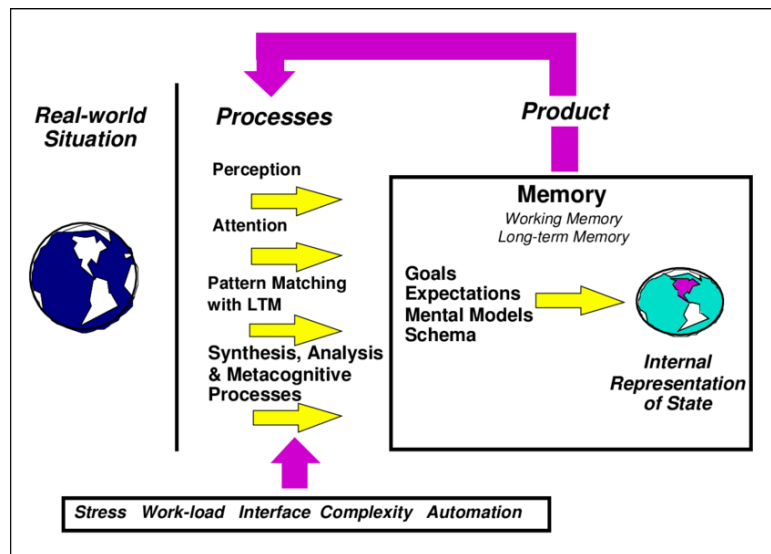 Real-world
Situation
Processes
Product
Perception
Attention
Pattern Matching
with LTM
Synthesis, Analysis
& Metacognitive
Processes
Memory
Working Memory
Long-term Memory
Goals
Expectations
Mental Models
Schema
Internal
Representation
of State
Stress Work-load Interface Complexity Automation